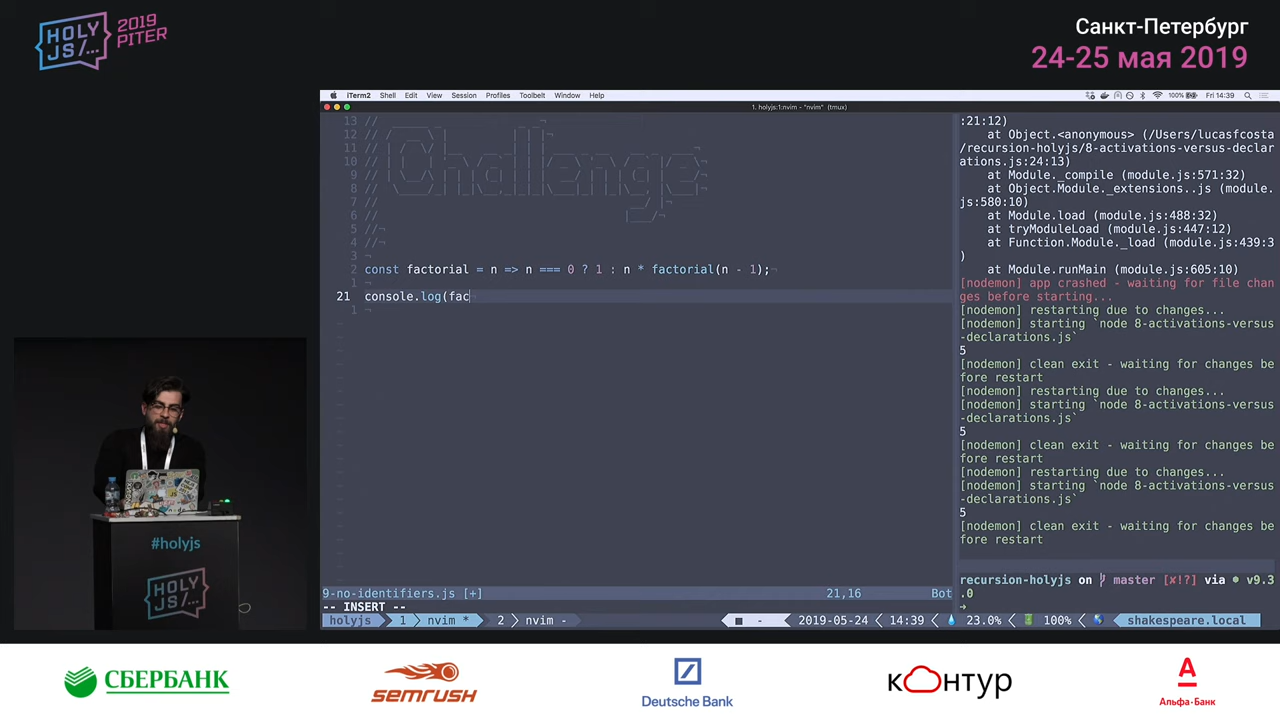 HOLY
JS/...
2019
PITER
Санкт-Петербург
24-25 мая 2019
iTerm2 Shell Edit View Session Profiles Toolbelt Window Help
100% Fri 14:39
1. holyjs:1:nvim - "nvim" (tmux)
13 //
12 //
11 //
10 //
9 //
8 //
7 //
6 //
5 //¬
4 //¬
Challenge
3 ¬
2 const factorial = n => n === 0 ? 1 : n * factorial(n - 1);¬
1 ¬
21 console.log(fac¬
1 ¬
9-no-identifiers.js [+] 21,16 Bot
-- INSERT --
:21:12)
at Object.<anonymous> (/Users/lucasfcosta
/recursion-holyjs/8-activations-versus-declar
ations.js:24:13)
at Module._compile (module.js:571:32)
at Object.Module._extensions..js (module.
js:580:10)
at Module.load (module.js:488:32)
at tryModuleLoad (module.js:447:12)
at Function.Module._load (module.js:439:3
)
at Module.runMain (module.js:605:10)
[nodemon] app crashed - waiting for file chan
ges before starting...
[nodemon] restarting due to changes...
[nodemon] starting `node 8-activations-versus
-declarations.js`
5
[nodemon] clean exit - waiting for changes be
fore restart
[nodemon] restarting due to changes...
[nodemon] starting `node 8-activations-versus
-declarations.js`
5
[nodemon] clean exit - waiting for changes be
fore restart
[nodemon] restarting due to changes...
[nodemon] starting `node 8-activations-versus
-declarations.js`
5
[nodemon] clean exit - waiting for changes be
fore restart
recursion-holyjs on master [✘!?] via v9.3
.0
➜
holyjs 1 nvim * 2 nvim - - 2019-05-24 14:39 23.0% 100% shakespeare.local
#holyjs
HOLY
JS/...
СБЕРБАНК
semrush
Deutsche Bank
контур
А
Альфа·Банк